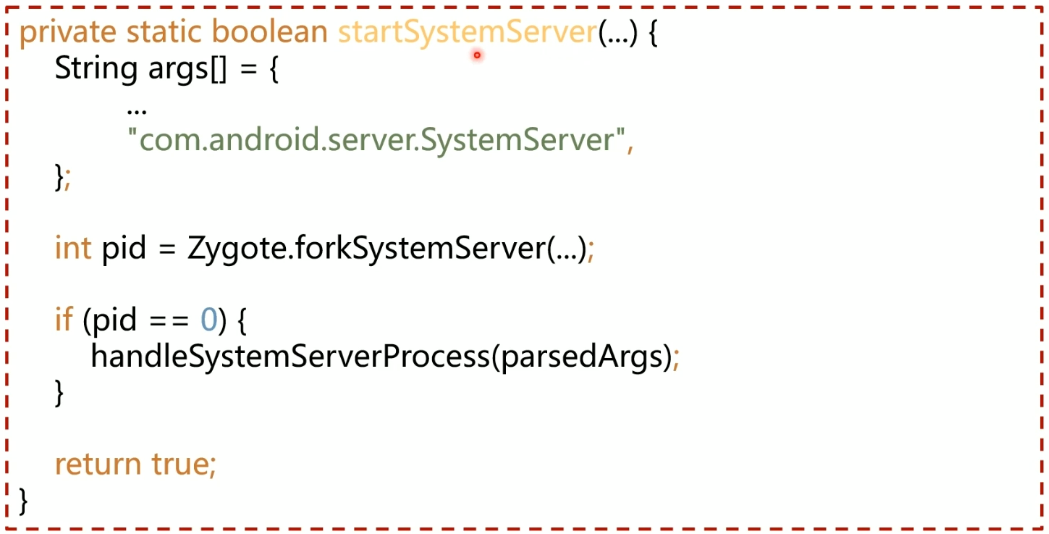 private static boolean startSystemServer(...) {
String args[] = {
...
"com.android.server.SystemServer",
};
int pid = Zygote.forkSystemServer(...);
if (pid == 0) {
handleSystemServerProcess(parsedArgs);
}
return true;
}